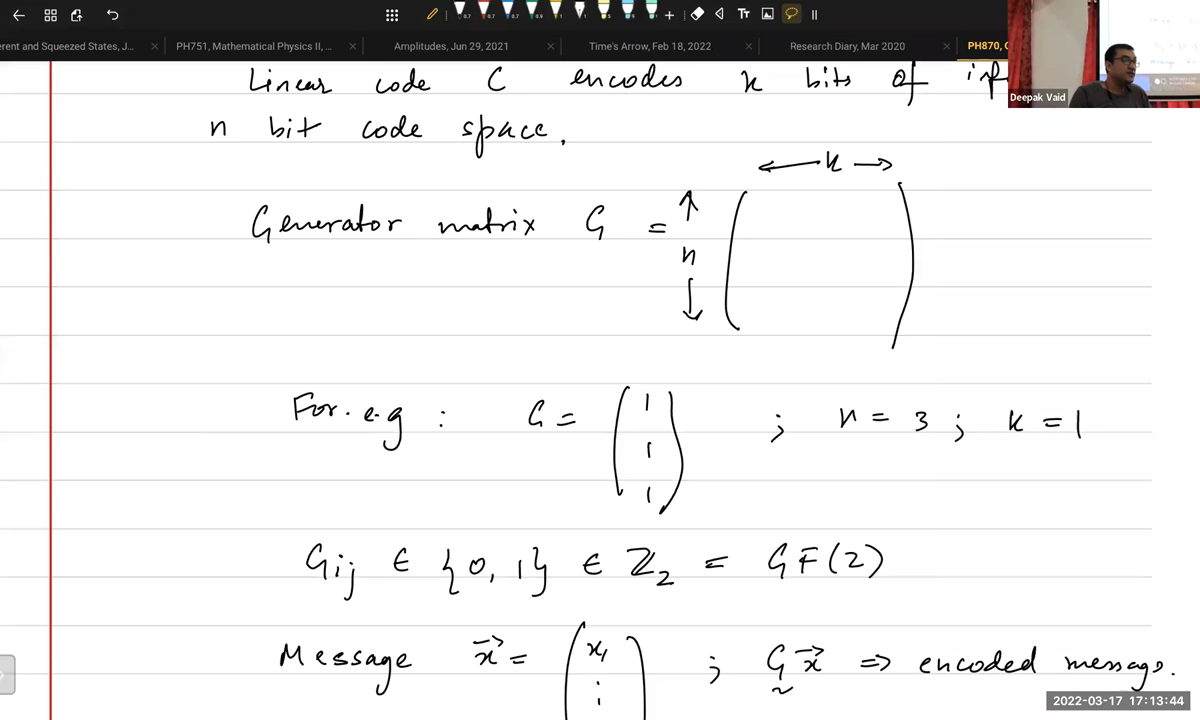 erent and Squeezed States, J... × PH751, Mathematical Physics II, ... × Amplitudes, Jun 29, 2021 × Time's Arrow, Feb 18, 2022 × Research Diary, Mar 2020 × PH870,
Deepak Vaid
Linear code C encodes k bits of inf
n bit code space.
← k →
Generator matrix G = ↑ n ↓ ( )
For. e.g : G = ( 1 1 1 ) ; n = 3 ; k = 1
Gij ∈ {0, 1} ∈ ℤ₂ = GF(2)
Message x⃗ = ( x₁ ⋮ ; G x⃗ ⇒ encoded message.
2022-03-17 17:13:44